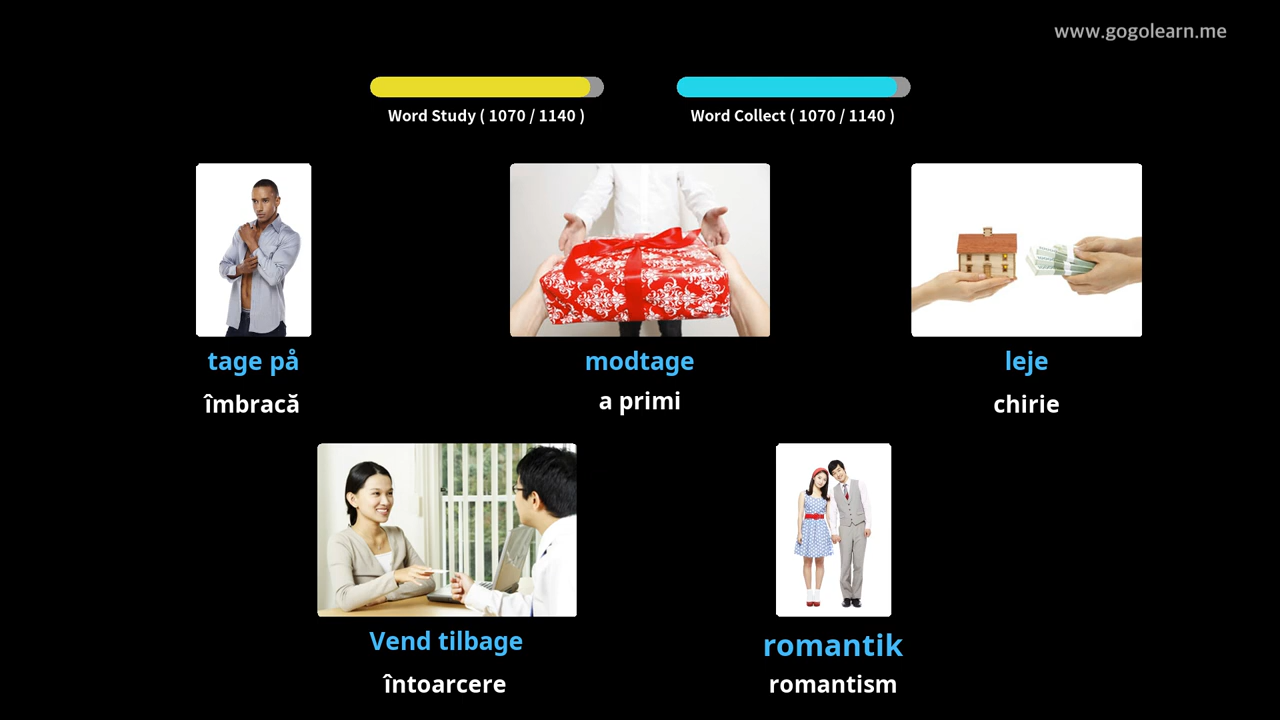 www.gogolearn.me
Word Study ( 1070 / 1140 )
Word Collect ( 1070 / 1140 )
tage på
îmbracă
modtage
a primi
leje
chirie
Vend tilbage
întoarcere
romantik
romantism